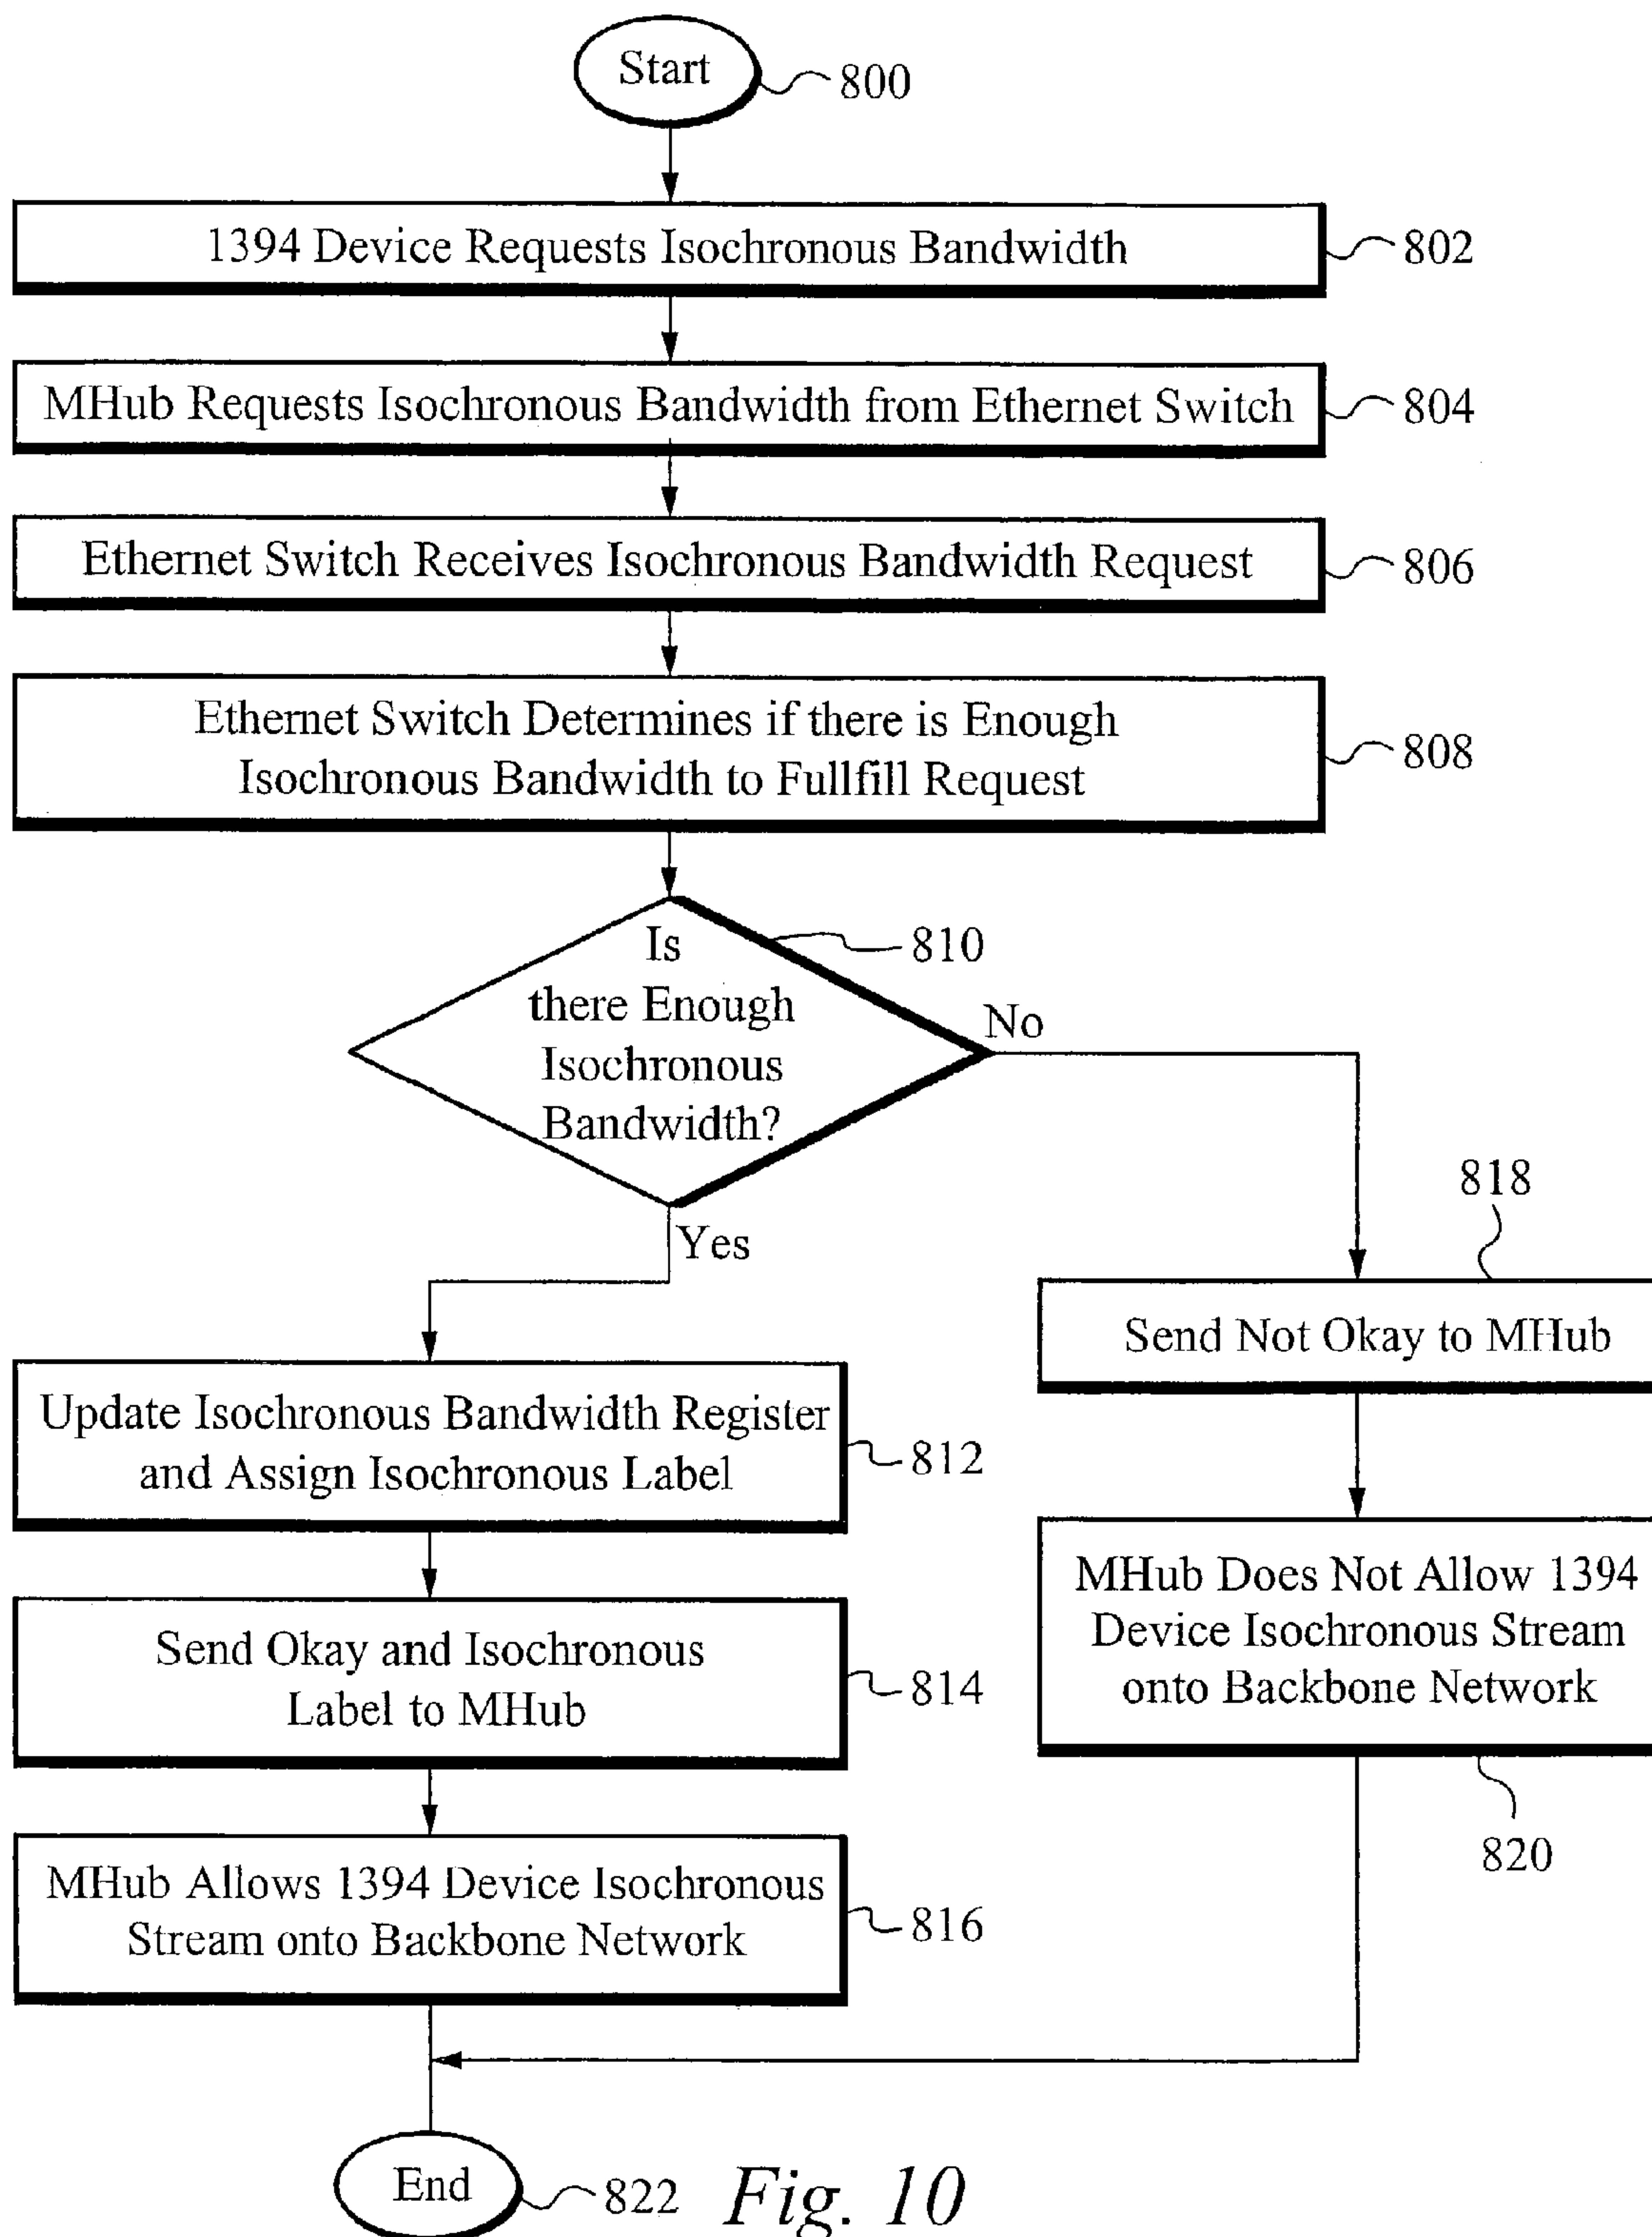 Start
800
1394 Device Requests Isochronous Bandwidth
802
MHub Requests Isochronous Bandwidth from Ethernet Switch
804
Ethernet Switch Receives Isochronous Bandwidth Request
806
Ethernet Switch Determines if there is Enough
Isochronous Bandwidth to Fullfill Request
808
Is
there Enough
Isochronous
Bandwidth?
810
No
Yes
818
Send Not Okay to MHub
Update Isochronous Bandwidth Register
and Assign Isochronous Label
812
MHub Does Not Allow 1394
Device Isochronous Stream
onto Backbone Network
820
Send Okay and Isochronous
Label to MHub
814
MHub Allows 1394 Device Isochronous
Stream onto Backbone Network
816
End
822
Fig. 10